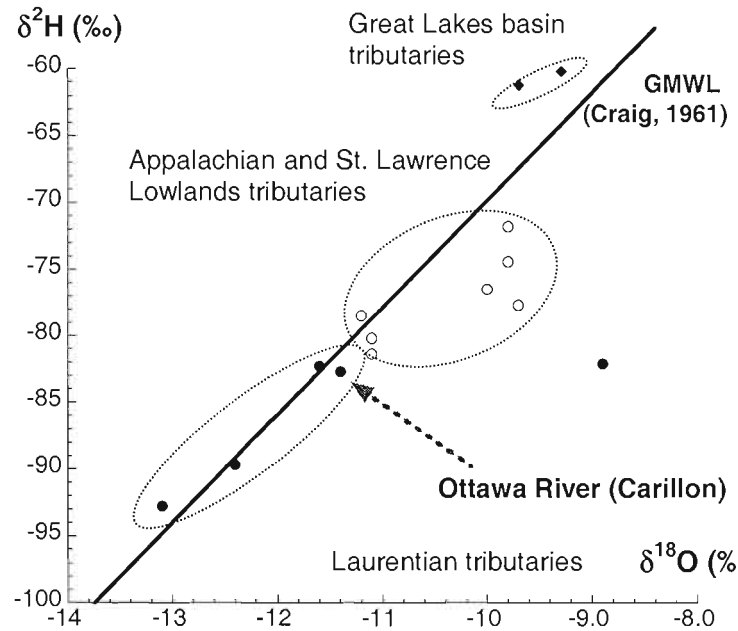 δ²H (‰)
Great Lakes basin
tributaries
-60
GMWL
(Craig, 1961)
-65
Appalachian and St. Lawrence
Lowlands tributaries
-70
-75
-80
-85
-90
Ottawa River (Carillon)
-95
Laurentian tributaries
δ¹⁸O (%
-100
-14 -13 -12 -11 -10 -9.0 -8.0